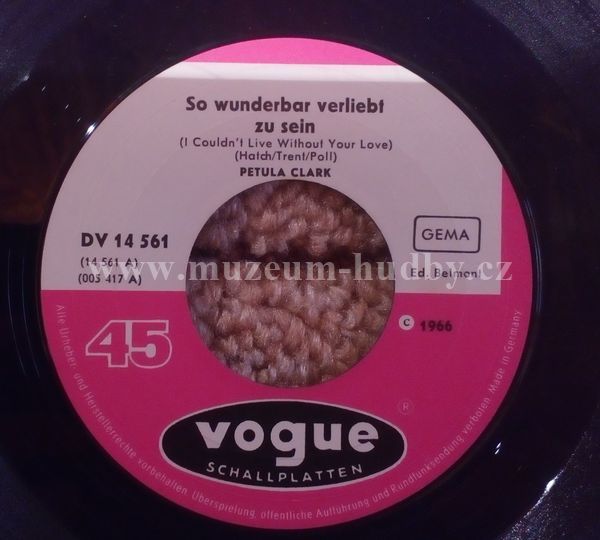 So wunderbar verliebt
zu sein
(I Couldn't Live Without Your Love)
(Hatch/Trent/Poll)
PETULA CLARK
DV 14 561
(14 561 A)
(005 417 A)
GEMA
Ed. Belmont
www.muzeum-hudby.cz
45
© 1966
®
vogue
SCHALLPLATTEN
Alle Urheber- und Herstellerrechte vorbehalten. Überspielung, öffentliche Aufführung und Rundfunksendung verboten. Made in Germany